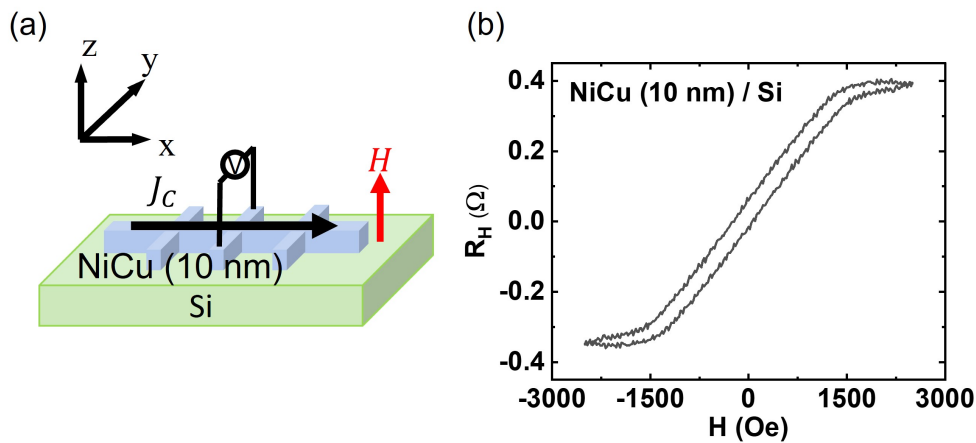 (a)
z
y
x
V
H
J_C
NiCu (10 nm)
Si
(b)
NiCu (10 nm) / Si
R_H (Ω)
0.4
0.2
0.0
-0.2
-0.4
-3000 -1500 0 1500 3000
H (Oe)